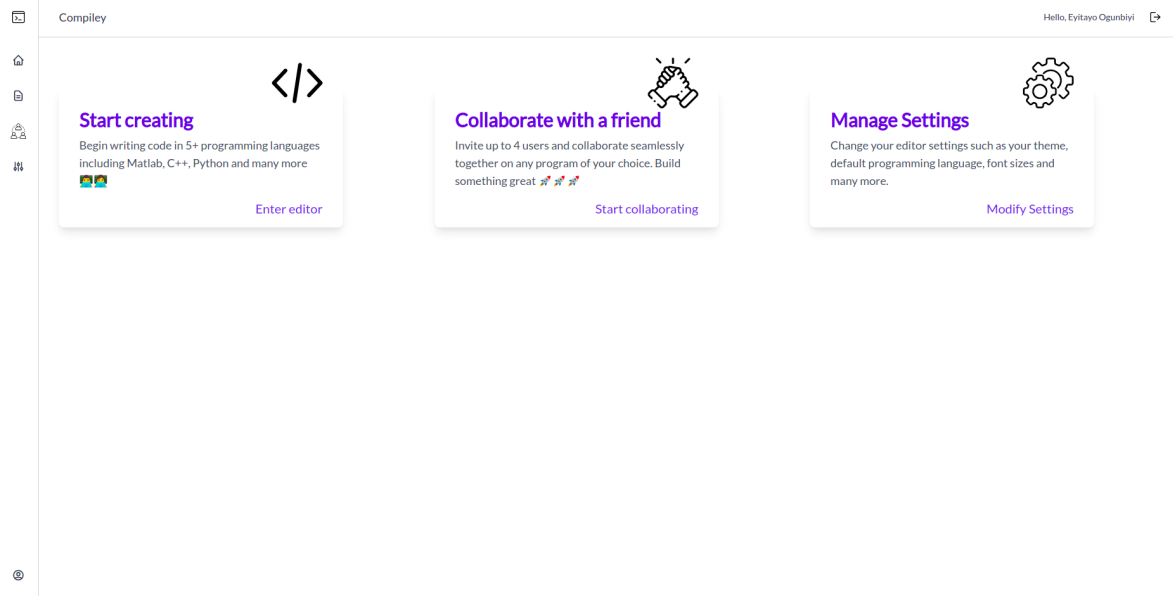 Compiley
Hello, Eyitayo Ogunbiyi
Start creating
Begin writing code in 5+ programming languages
including Matlab, C++, Python and many more
👨‍💻👩‍💻
Enter editor
Collaborate with a friend
Invite up to 4 users and collaborate seamlessly
together on any program of your choice. Build
something great 🚀🚀🚀
Start collaborating
Manage Settings
Change your editor settings such as your theme,
default programming language, font sizes and
many more.
Modify Settings